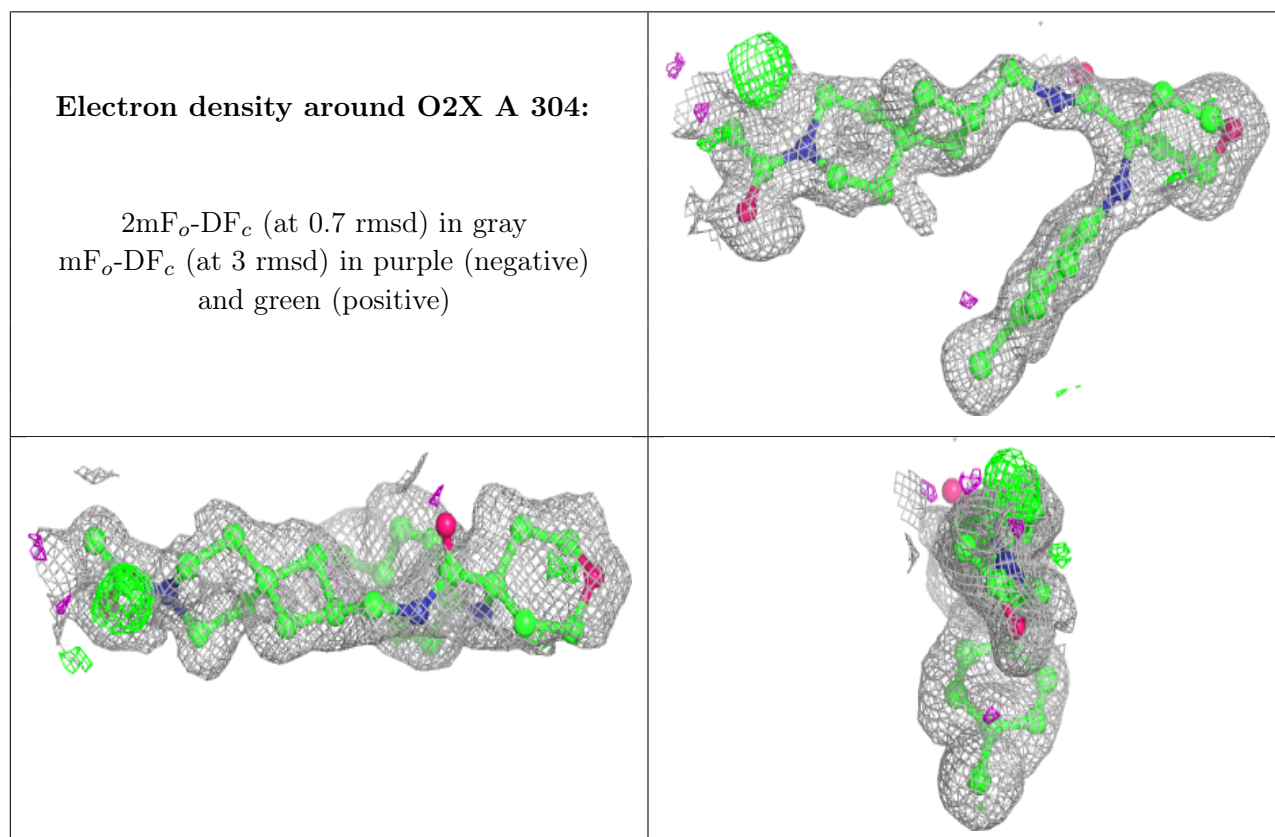 Electron density around O2X A 304:
2mFₒ-DF𝒸 (at 0.7 rmsd) in gray
mFₒ-DF𝒸 (at 3 rmsd) in purple (negative)
and green (positive)